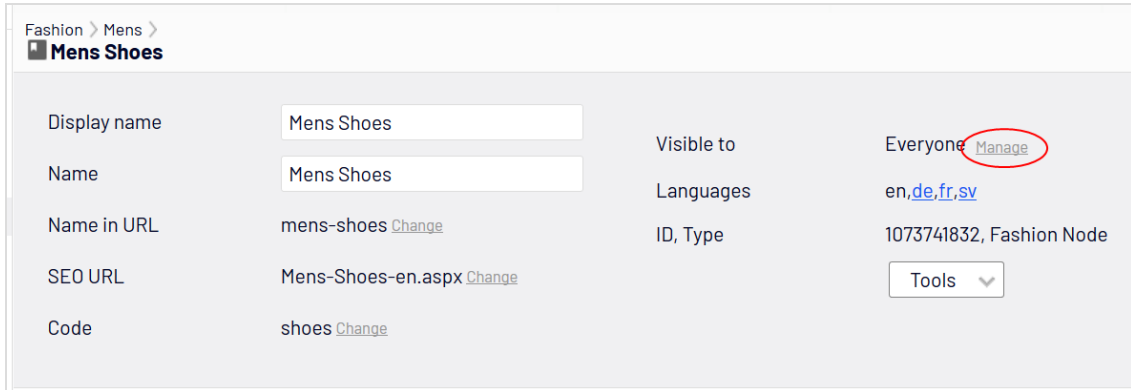 Fashion > Mens >
Mens Shoes
Display name Mens Shoes
Name Mens Shoes
Name in URL mens-shoes Change
SEO URL Mens-Shoes-en.aspx Change
Code shoes Change
Visible to Everyone Manage
Languages en,de,fr,sv
ID, Type 1073741832, Fashion Node
Tools